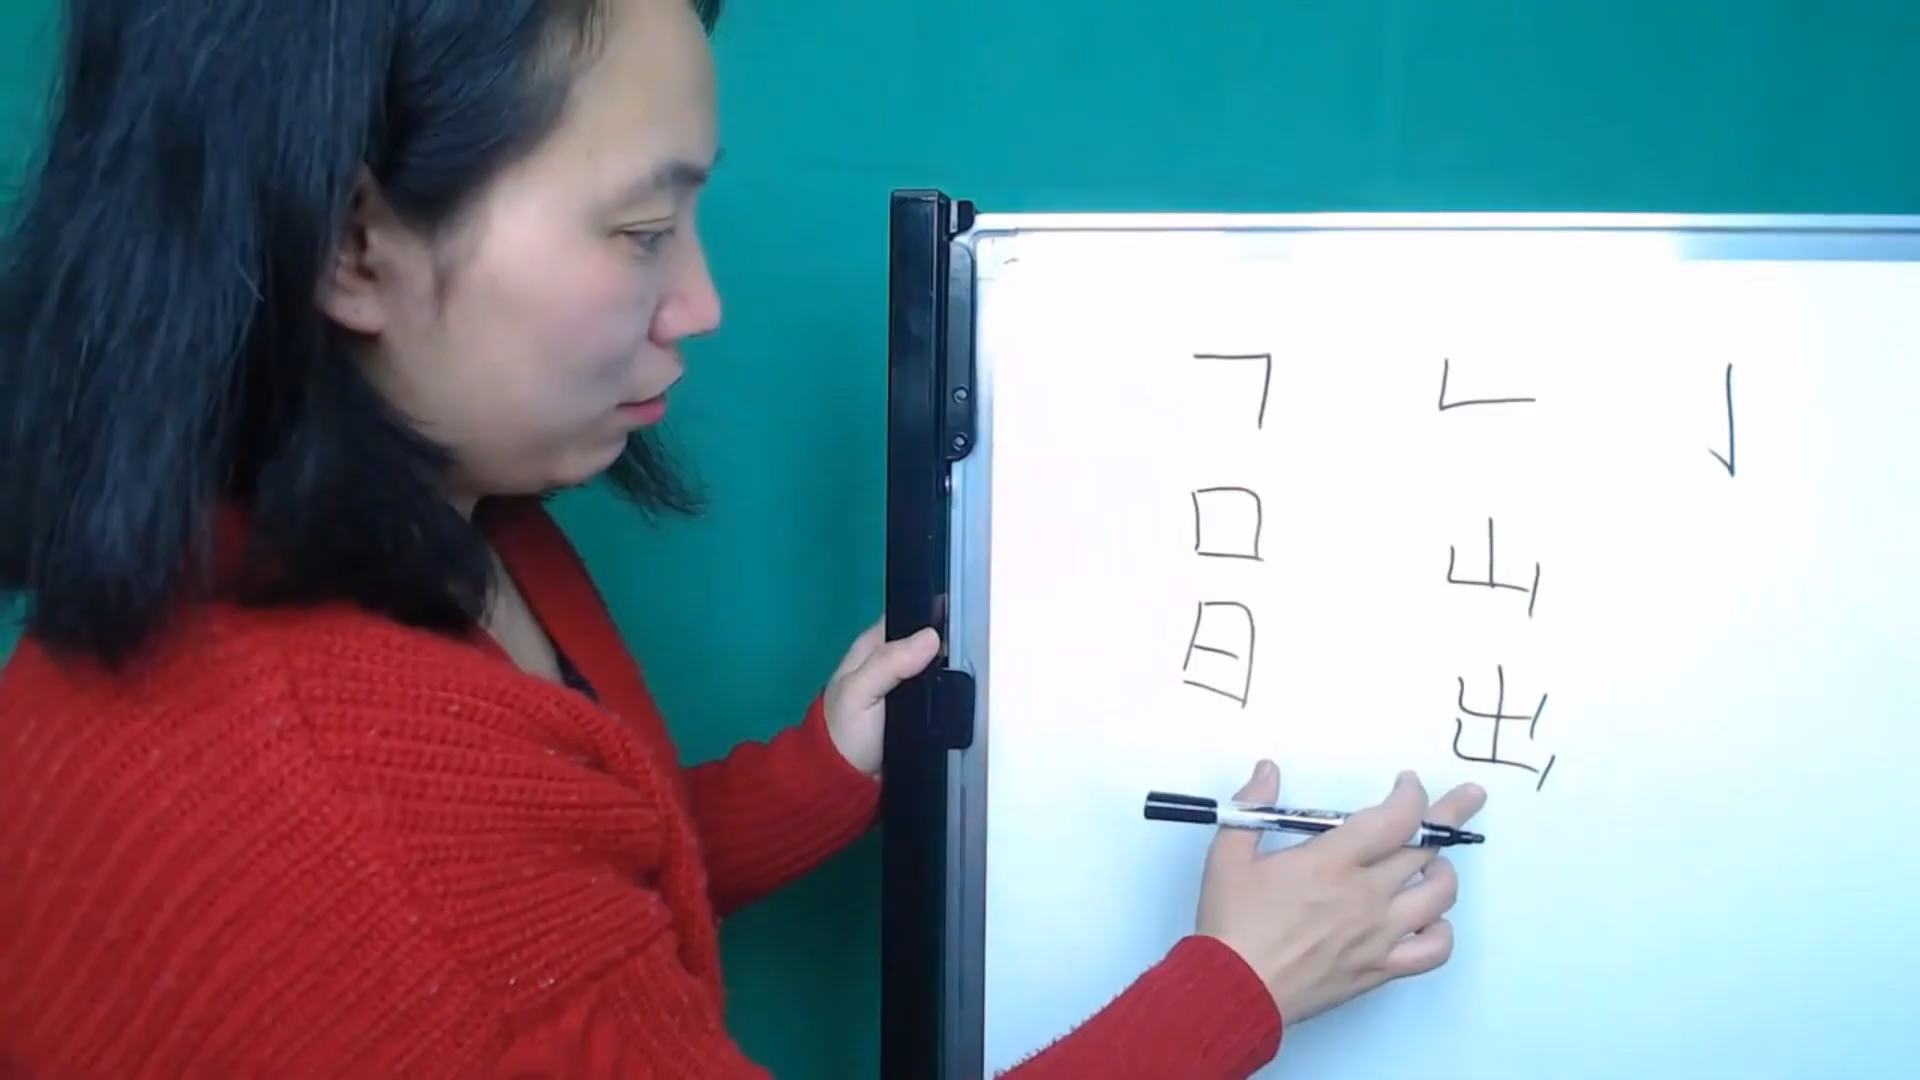 𠃍 𠃊 亅
口 山
日 出